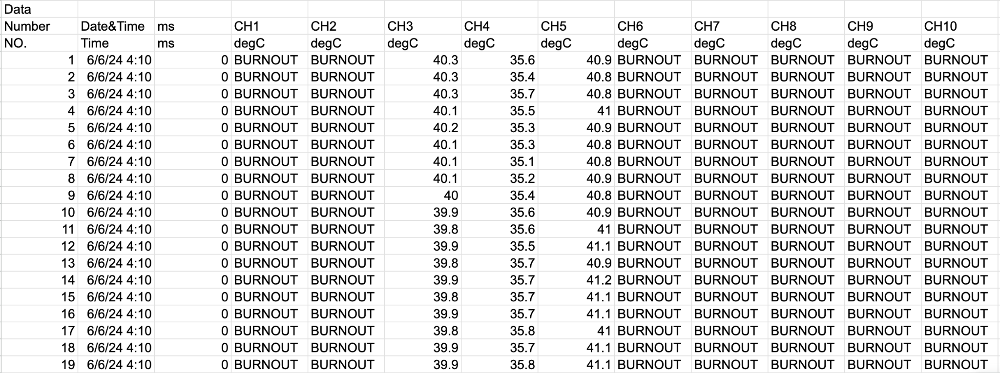 Data
Number Date&Time ms CH1 CH2 CH3 CH4 CH5 CH6 CH7 CH8 CH9 CH10
NO. Time ms degC degC degC degC degC degC degC degC degC degC
1 6/6/24 4:10 0 BURNOUT BURNOUT 40.3 35.6 40.9 BURNOUT BURNOUT BURNOUT BURNOUT BURNOUT
2 6/6/24 4:10 0 BURNOUT BURNOUT 40.3 35.4 40.8 BURNOUT BURNOUT BURNOUT BURNOUT BURNOUT
3 6/6/24 4:10 0 BURNOUT BURNOUT 40.3 35.7 40.8 BURNOUT BURNOUT BURNOUT BURNOUT BURNOUT
4 6/6/24 4:10 0 BURNOUT BURNOUT 40.1 35.5 41 BURNOUT BURNOUT BURNOUT BURNOUT BURNOUT
5 6/6/24 4:10 0 BURNOUT BURNOUT 40.2 35.3 40.9 BURNOUT BURNOUT BURNOUT BURNOUT BURNOUT
6 6/6/24 4:10 0 BURNOUT BURNOUT 40.1 35.3 40.8 BURNOUT BURNOUT BURNOUT BURNOUT BURNOUT
7 6/6/24 4:10 0 BURNOUT BURNOUT 40.1 35.1 40.8 BURNOUT BURNOUT BURNOUT BURNOUT BURNOUT
8 6/6/24 4:10 0 BURNOUT BURNOUT 40.1 35.2 40.9 BURNOUT BURNOUT BURNOUT BURNOUT BURNOUT
9 6/6/24 4:10 0 BURNOUT BURNOUT 40 35.4 40.8 BURNOUT BURNOUT BURNOUT BURNOUT BURNOUT
10 6/6/24 4:10 0 BURNOUT BURNOUT 39.9 35.6 40.9 BURNOUT BURNOUT BURNOUT BURNOUT BURNOUT
11 6/6/24 4:10 0 BURNOUT BURNOUT 39.8 35.6 41 BURNOUT BURNOUT BURNOUT BURNOUT BURNOUT
12 6/6/24 4:10 0 BURNOUT BURNOUT 39.9 35.5 41.1 BURNOUT BURNOUT BURNOUT BURNOUT BURNOUT
13 6/6/24 4:10 0 BURNOUT BURNOUT 39.8 35.7 40.9 BURNOUT BURNOUT BURNOUT BURNOUT BURNOUT
14 6/6/24 4:10 0 BURNOUT BURNOUT 39.9 35.7 41.2 BURNOUT BURNOUT BURNOUT BURNOUT BURNOUT
15 6/6/24 4:10 0 BURNOUT BURNOUT 39.8 35.7 41.1 BURNOUT BURNOUT BURNOUT BURNOUT BURNOUT
16 6/6/24 4:10 0 BURNOUT BURNOUT 39.9 35.7 41.1 BURNOUT BURNOUT BURNOUT BURNOUT BURNOUT
17 6/6/24 4:10 0 BURNOUT BURNOUT 39.8 35.8 41 BURNOUT BURNOUT BURNOUT BURNOUT BURNOUT
18 6/6/24 4:10 0 BURNOUT BURNOUT 39.9 35.7 41.1 BURNOUT BURNOUT BURNOUT BURNOUT BURNOUT
19 6/6/24 4:10 0 BURNOUT BURNOUT 39.9 35.8 41.1 BURNOUT BURNOUT BURNOUT BURNOUT BURNOUT